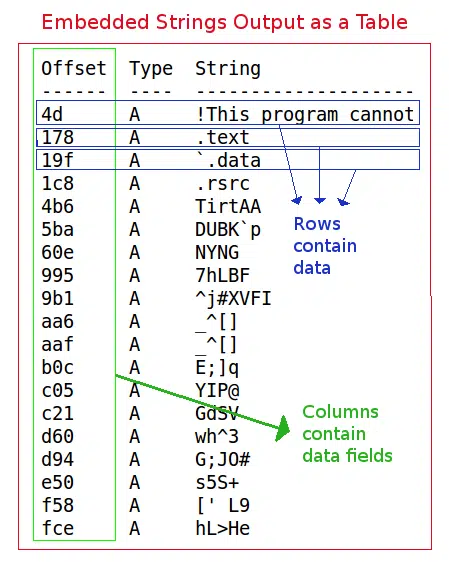 Embedded Strings Output as a Table
Offset Type String
------ ---- --------------------
4d A !This program cannot
178 A .text
19f A `.data
1c8 A .rsrc
4b6 A TirtAA
5ba A DUBK`p
60e A NYNG
995 A 7hLBF
9b1 A ^j#XVFI
aa6 A _^[]
aaf A _^[]
b0c A E;]q
c05 A YIP@
c21 A GdSV
d60 A wh^3
d94 A G;JO#
e50 A s5S+
f58 A [' L9
fce A hL>He
Rows
contain
data
Columns
contain
data fields